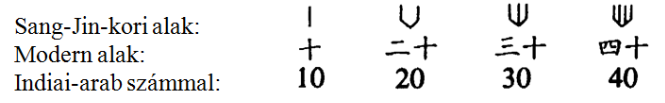 Sang-Jin-kori alak: 〡 ∪ 𠦃 𠦌
Modern alak: 十 二十 三十 四十
Indiai-arab számmal: 10 20 30 40